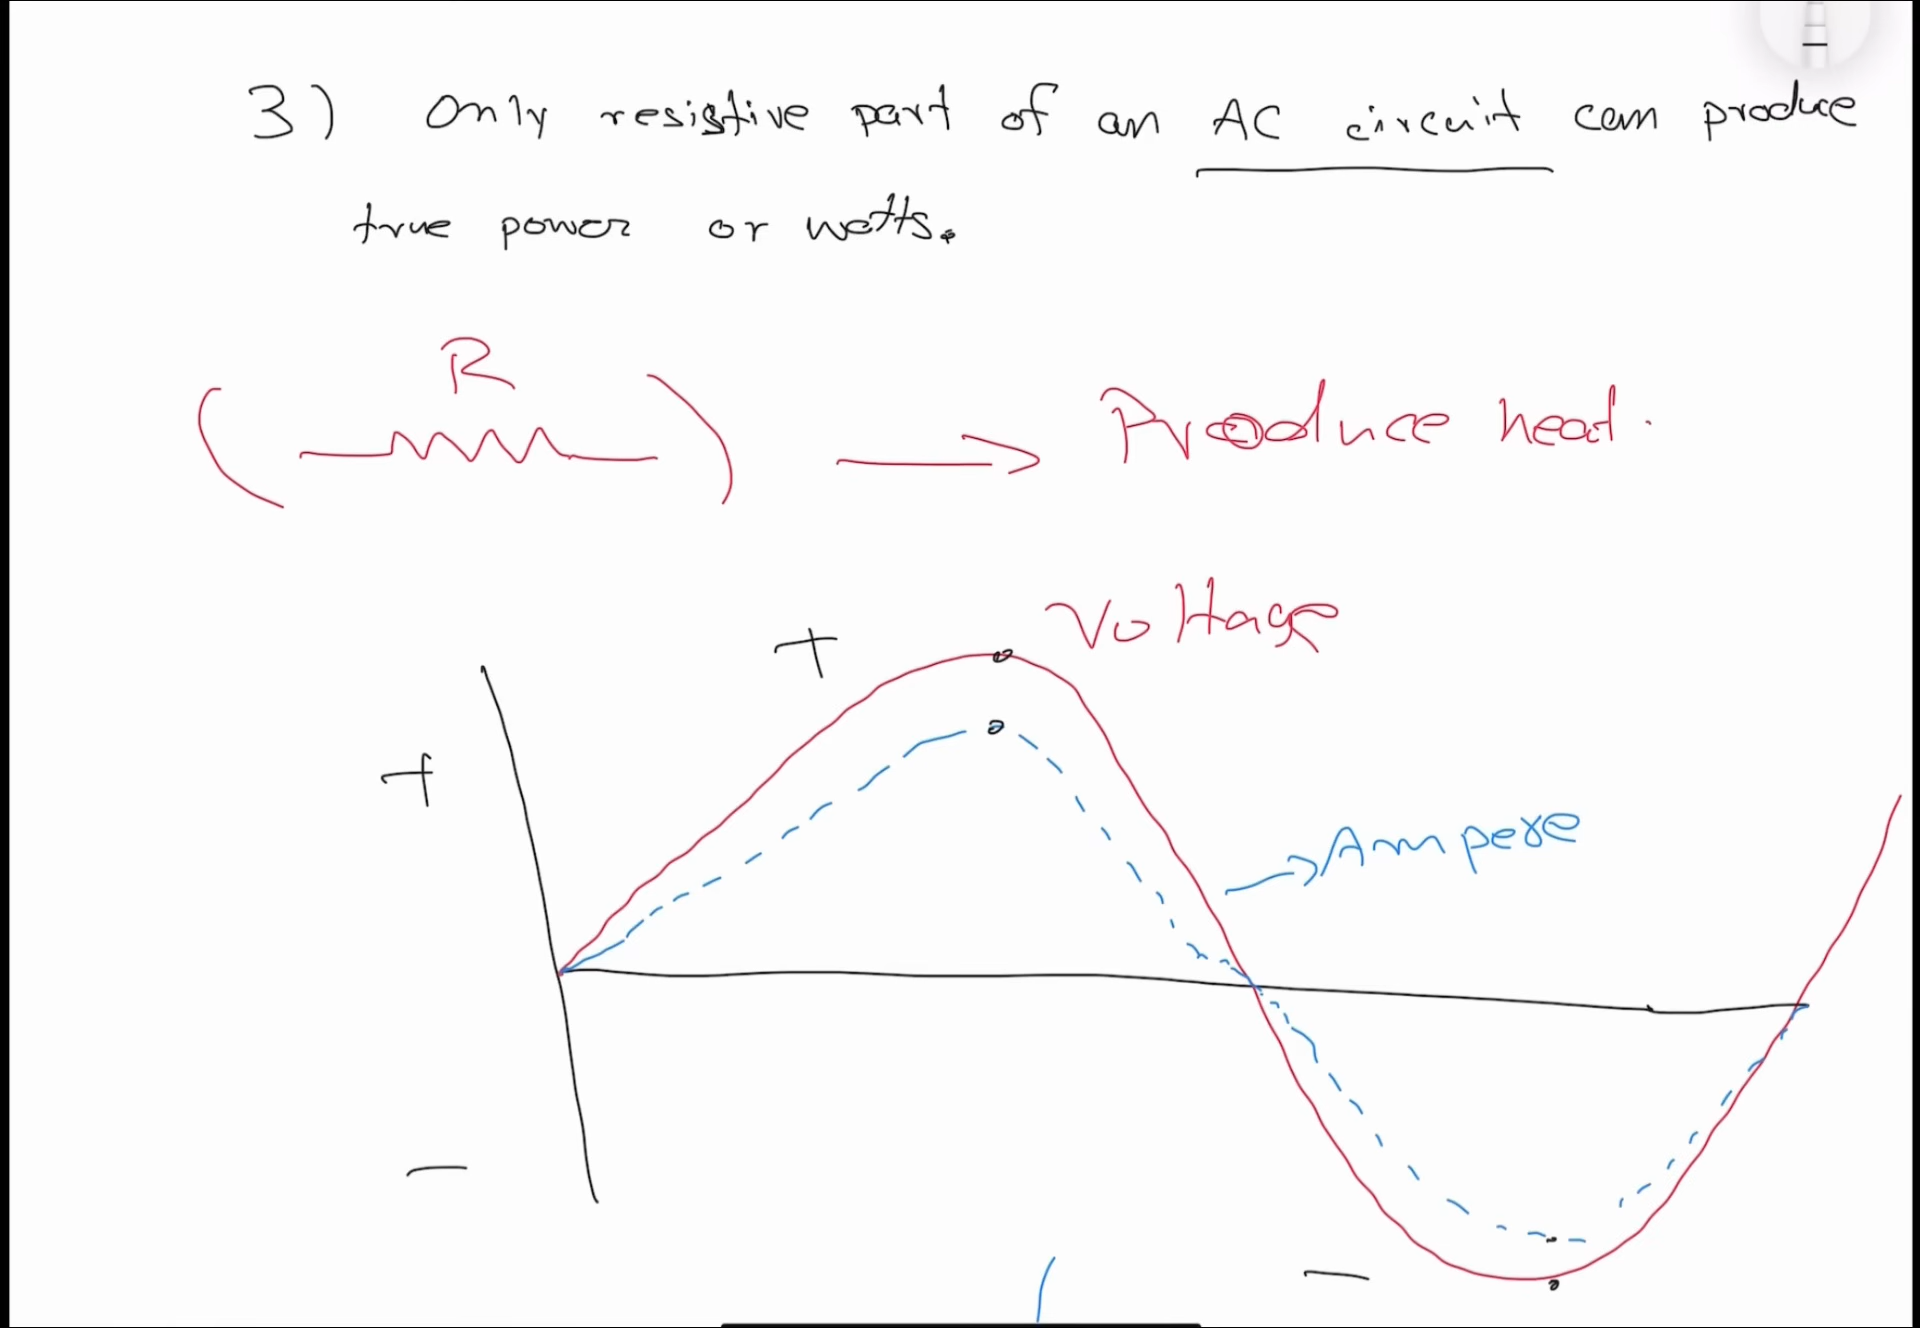 3) Only resistive part of an AC circuit can produce
true power or watts.
R
Produce heat.
+
Voltage
+
Ampere
-
-